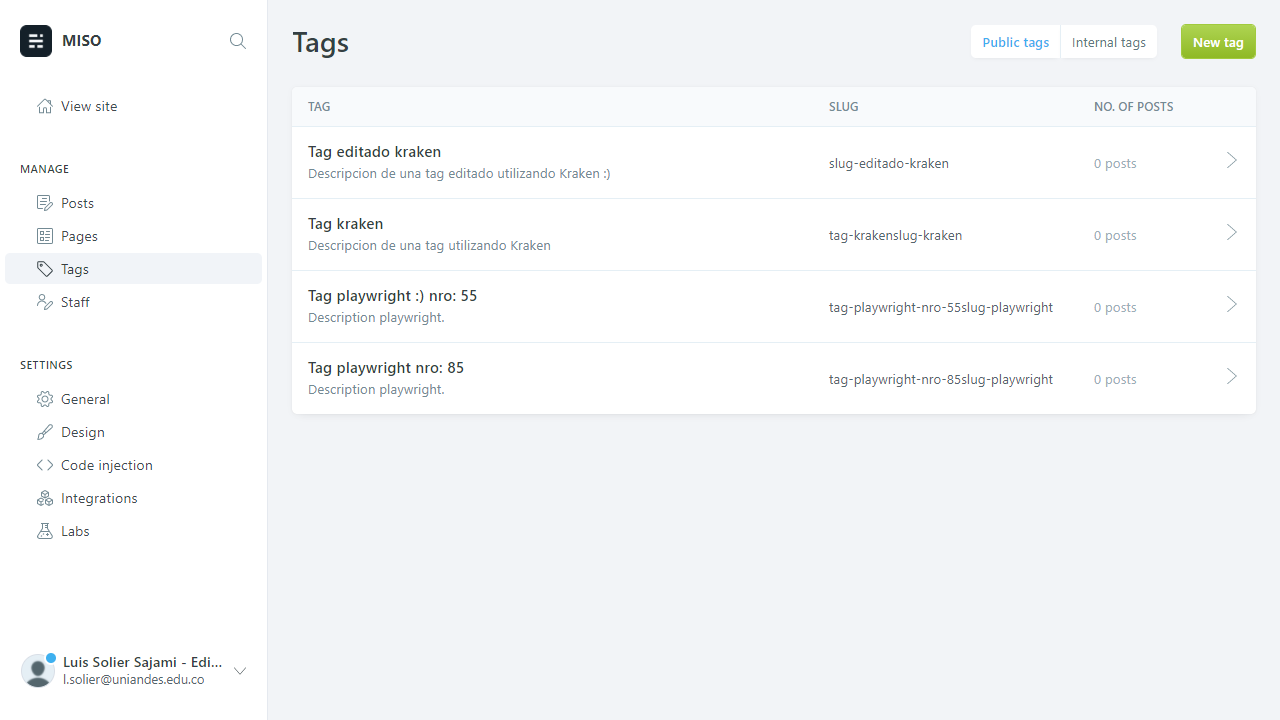 MISO
View site
MANAGE
Posts
Pages
Tags
Staff
SETTINGS
General
Design
Code injection
Integrations
Labs
Luis Solier Sajami - Edi...
l.solier@uniandes.edu.co
Tags
Public tags
Internal tags
New tag
TAG SLUG NO. OF POSTS
Tag editado kraken
Descripcion de una tag editado utilizando Kraken :)
slug-editado-kraken
0 posts
Tag kraken
Descripcion de una tag utilizando Kraken
tag-krakenslug-kraken
0 posts
Tag playwright :) nro: 55
Description playwright.
tag-playwright-nro-55slug-playwright
0 posts
Tag playwright nro: 85
Description playwright.
tag-playwright-nro-85slug-playwright
0 posts